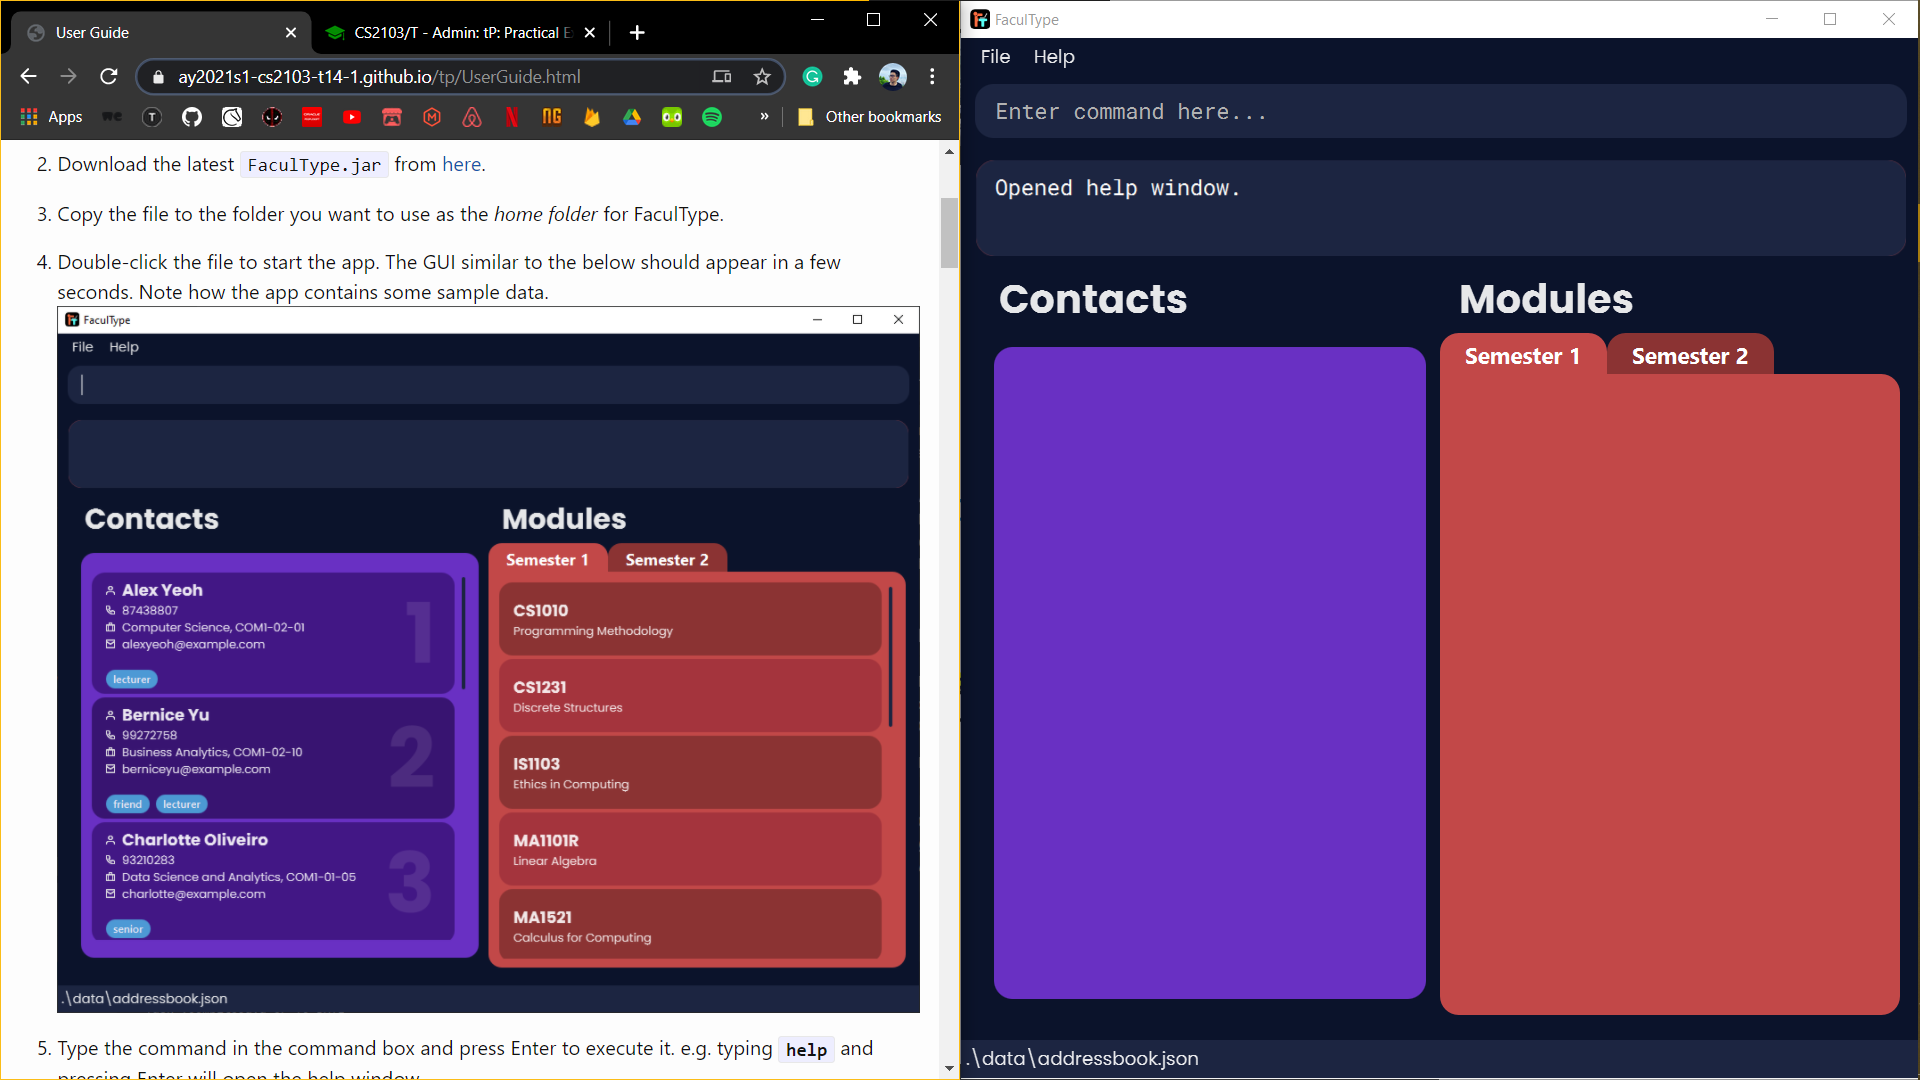 User Guide
CS2103/T - Admin: tP: Practical E
ay2021s1-cs2103-t14-1.github.io/tp/UserGuide.html
Apps
Other bookmarks
2. Download the latest FaculType.jar from here.
3. Copy the file to the folder you want to use as the home folder for FaculType.
4. Double-click the file to start the app. The GUI similar to the below should appear in a few
seconds. Note how the app contains some sample data.
FaculType
File Help
Contacts
Modules
Semester 1
Semester 2
Alex Yeoh
87438807
Computer Science, COM1-02-01
alexyeoh@example.com
lecturer
1
Bernice Yu
99272758
Business Analytics, COM1-02-10
berniceyu@example.com
friend lecturer
2
Charlotte Oliveiro
93210283
Data Science and Analytics, COM1-01-05
charlotte@example.com
senior
3
CS1010
Programming Methodology
CS1231
Discrete Structures
IS1103
Ethics in Computing
MA1101R
Linear Algebra
MA1521
Calculus for Computing
.\data\addressbook.json
5. Type the command in the command box and press Enter to execute it. e.g. typing help and
pressing Enter will open the help window.
FaculType
File Help
Enter command here...
Opened help window.
Contacts
Modules
Semester 1
Semester 2
.\data\addressbook.json